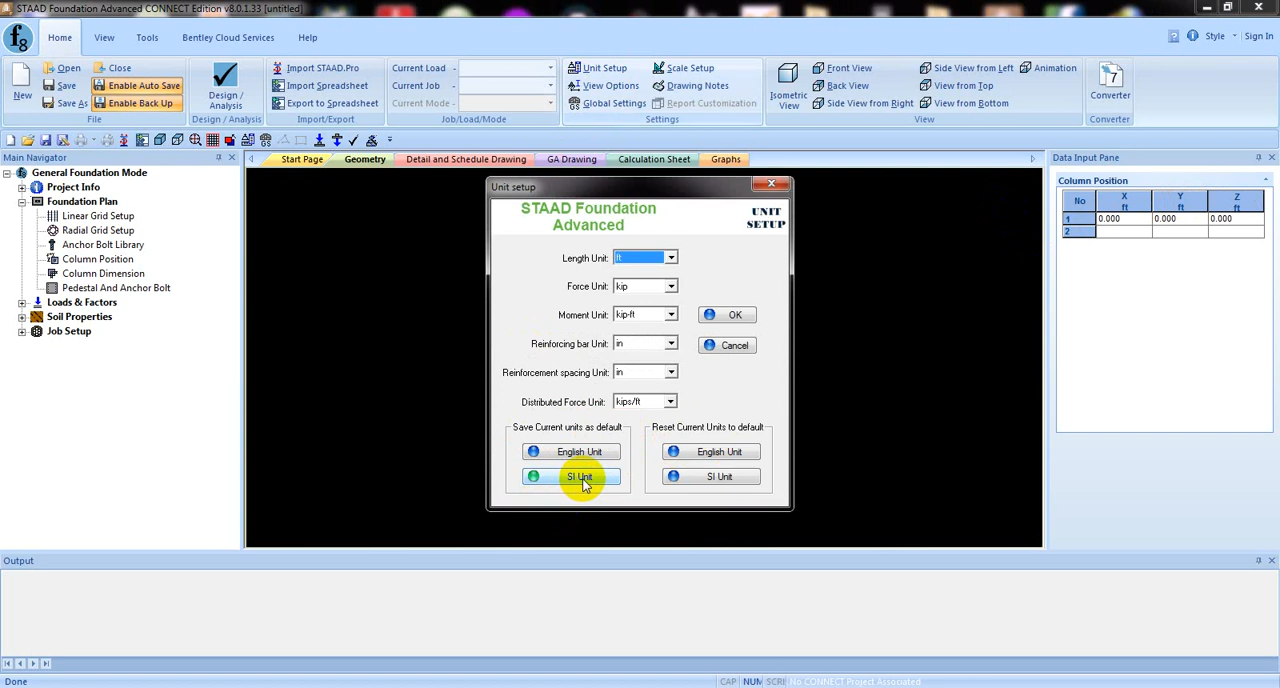 STAAD Foundation Advanced CONNECT Edition v8.0.1.33 [untitled]
f8
Home View Tools Bentley Cloud Services Help
? Style Sign In
New
Open
Save
Save As
Close
Enable Auto Save
Enable Back Up
File
Design /
Analysis
Design / Analysis
Import STAAD.Pro
Import Spreadsheet
Export to Spreadsheet
Import/Export
Current Load -
Current Job -
Current Mode -
Job/Load/Mode
Unit Setup
View Options
Global Settings
Scale Setup
Drawing Notes
Report Customization
Settings
Isometric
View
Front View
Back View
Side View from Right
Side View from Left
View from Top
View from Bottom
Animation
View
7
Converter
Converter
Main Navigator
Start Page Geometry Detail and Schedule Drawing GA Drawing Calculation Sheet Graphs
Data Input Pane
General Foundation Mode
Project Info
Foundation Plan
Linear Grid Setup
Radial Grid Setup
Anchor Bolt Library
Column Position
Column Dimension
Pedestal And Anchor Bolt
Loads & Factors
Soil Properties
Job Setup
Unit setup
STAAD Foundation
Advanced
UNIT
SETUP
Length Unit: ft
Force Unit: kip
Moment Unit: kip-ft
Reinforcing bar Unit: in
Reinforcement spacing Unit: in
Distributed Force Unit: kips/ft
OK
Cancel
Save Current units as default
English Unit
SI Unit
Reset Current Units to default
English Unit
SI Unit
Column Position
No X ft Y ft Z ft
1 0.000 0.000 0.000
2
Output
Done
CAP NUM SCRI No CONNECT Project Associated